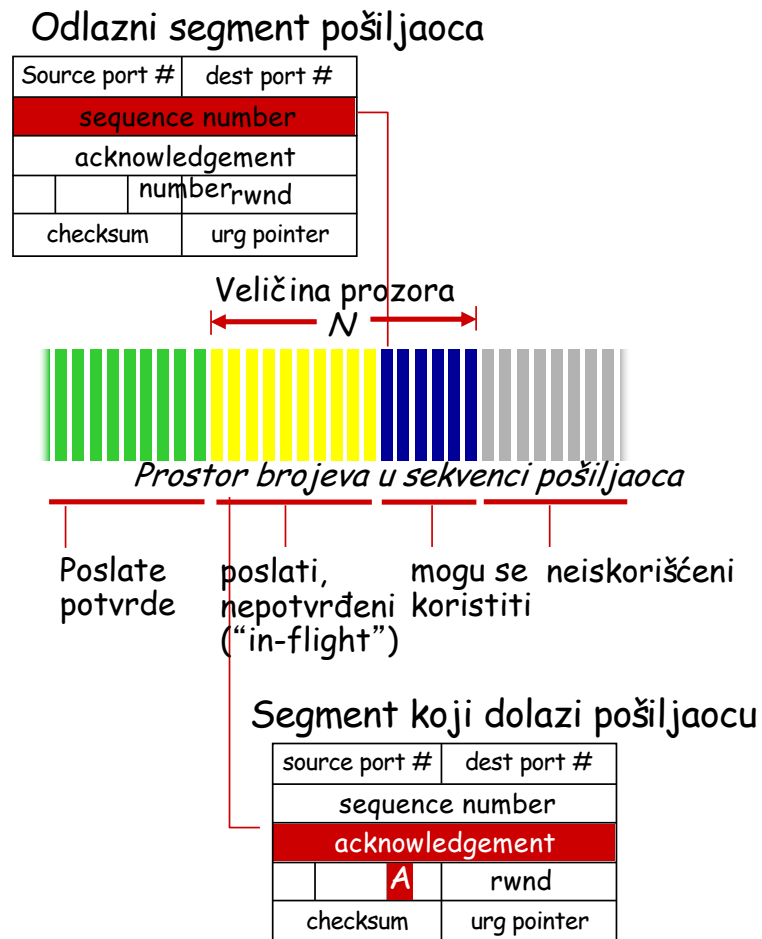 Odlazni segment pošiljaoca
Source port # dest port #
sequence number
acknowledgement
number
rwnd
checksum urg pointer
Veličina prozora
N
Prostor brojeva u sekvenci pošiljaoca
Poslate
potvrde
poslati,
nepotvrđeni
(“in-flight”)
mogu se
koristiti
neiskorišćeni
Segment koji dolazi pošiljaocu
source port # dest port #
sequence number
acknowledgement
A rwnd
checksum urg pointer